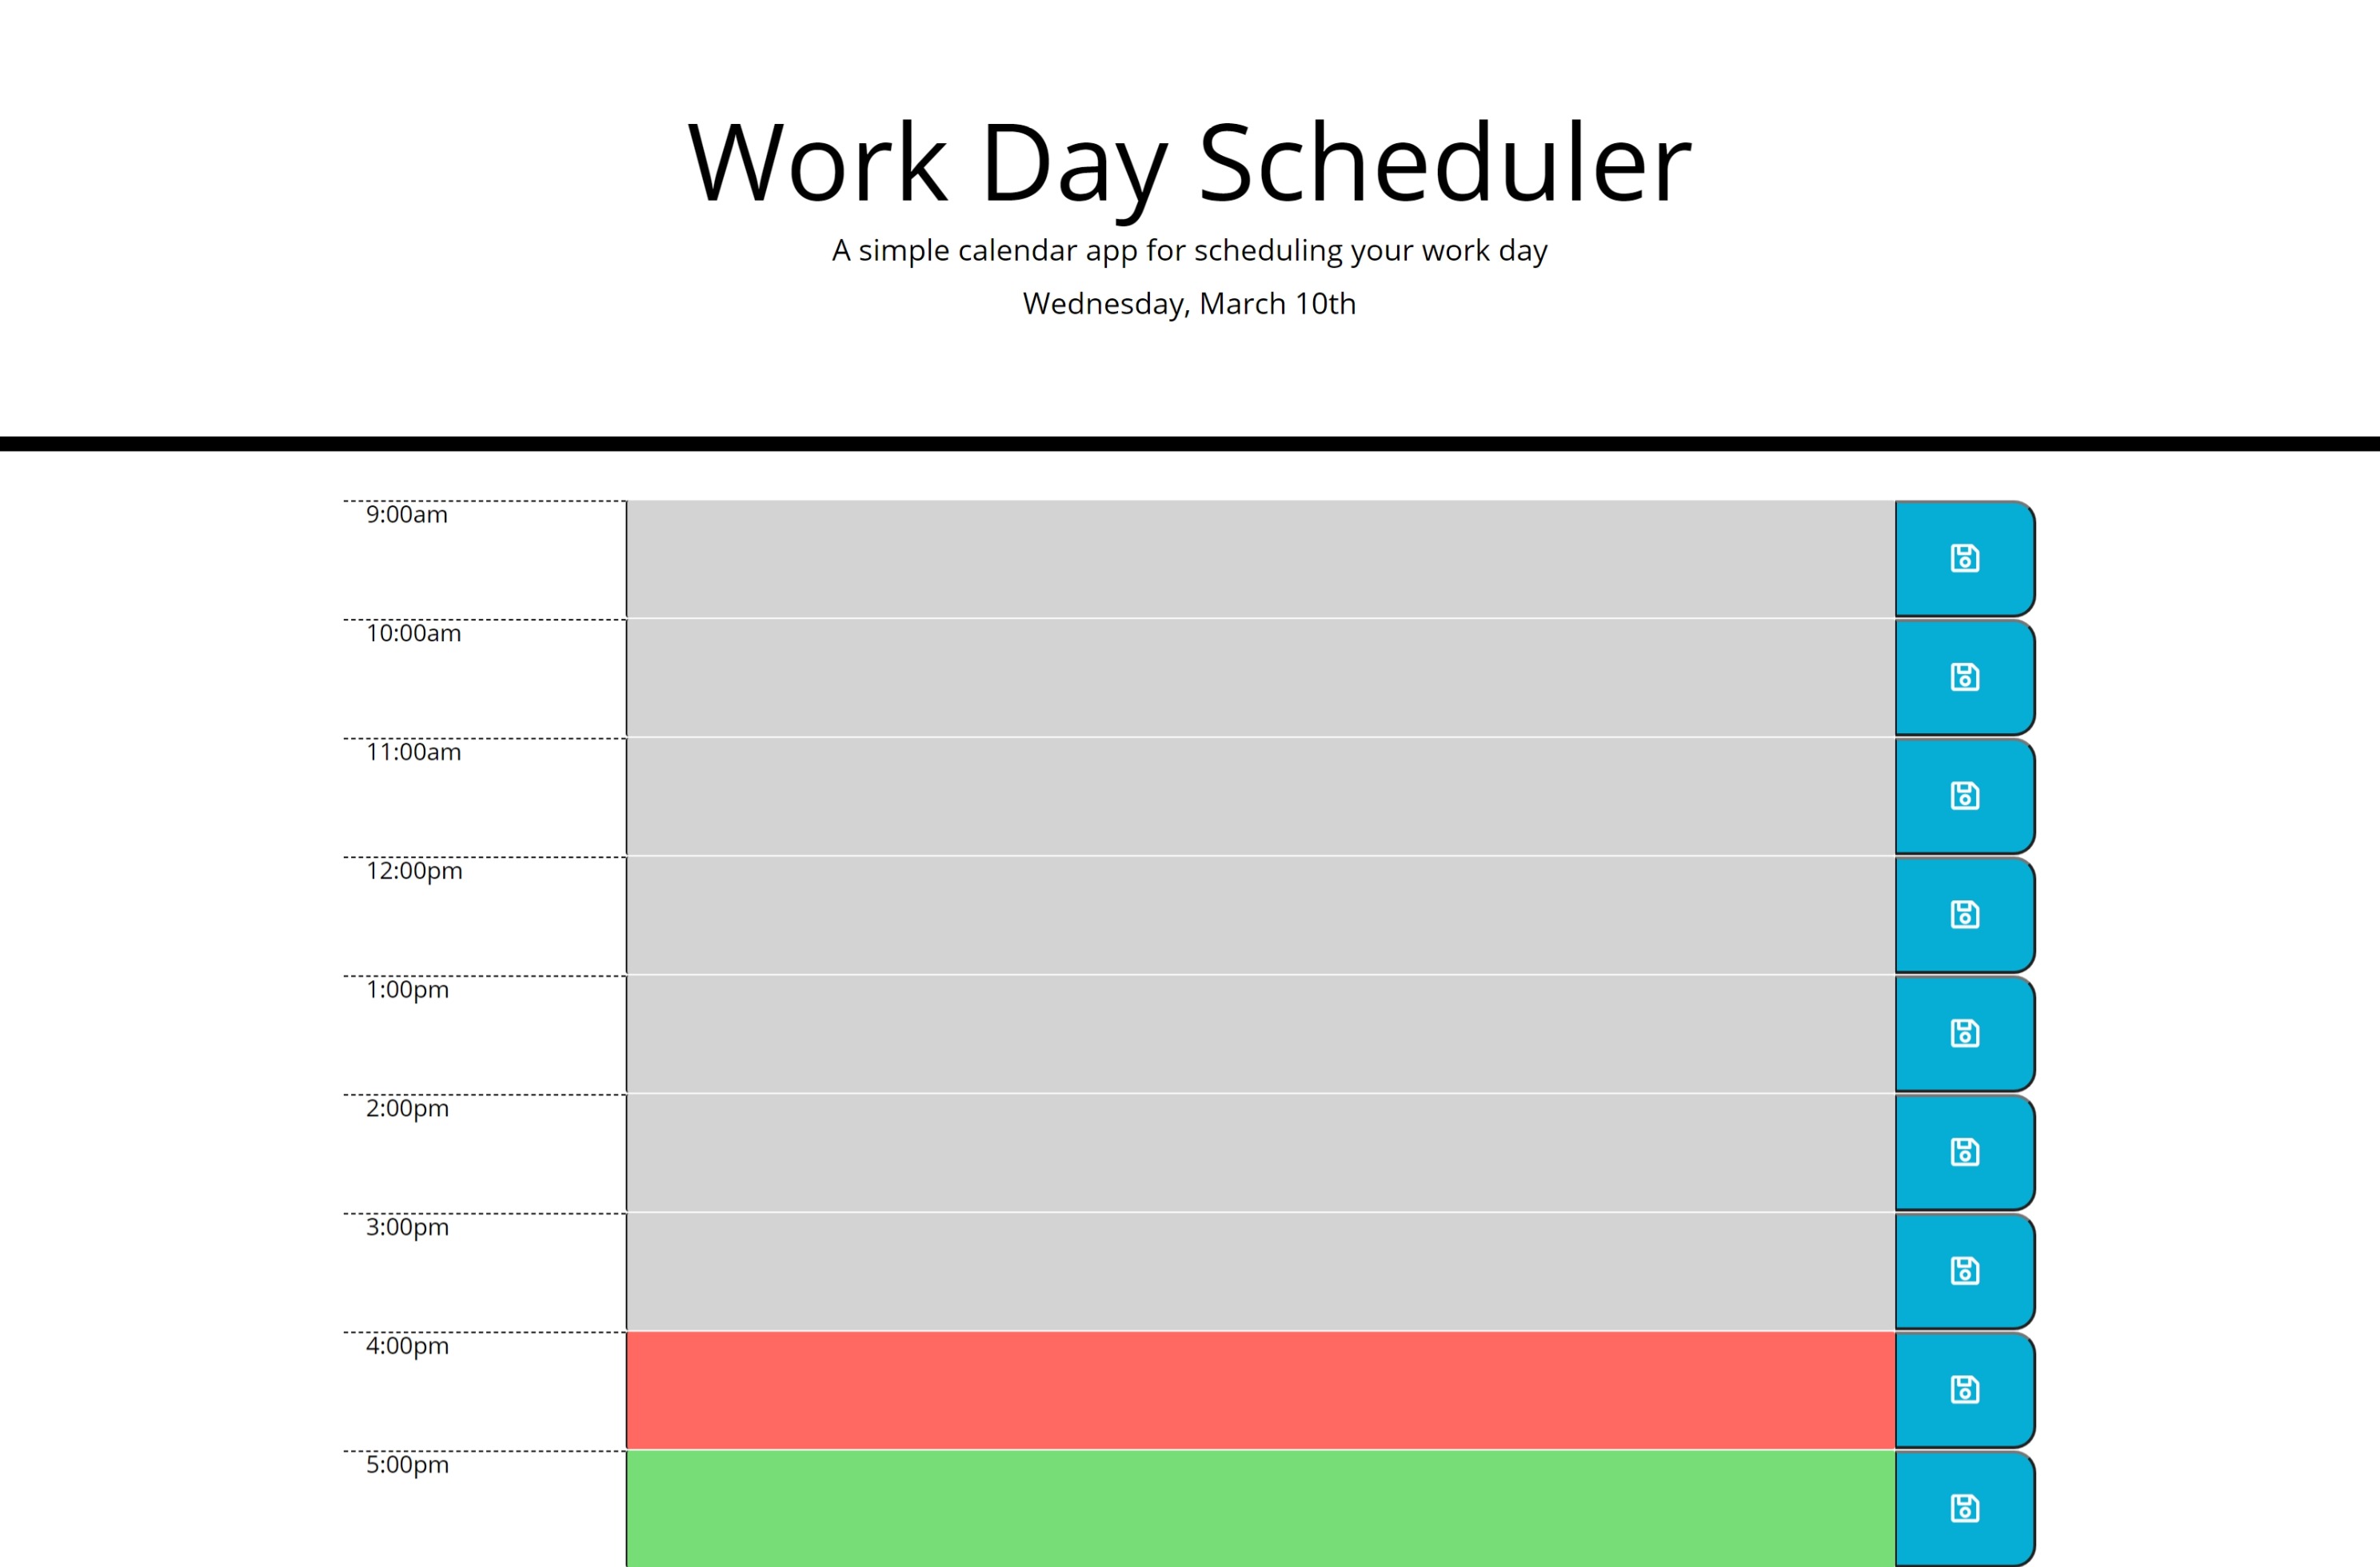 Work Day Scheduler
A simple calendar app for scheduling your work day
Wednesday, March 10th
9:00am
10:00am
11:00am
12:00pm
1:00pm
2:00pm
3:00pm
4:00pm
5:00pm